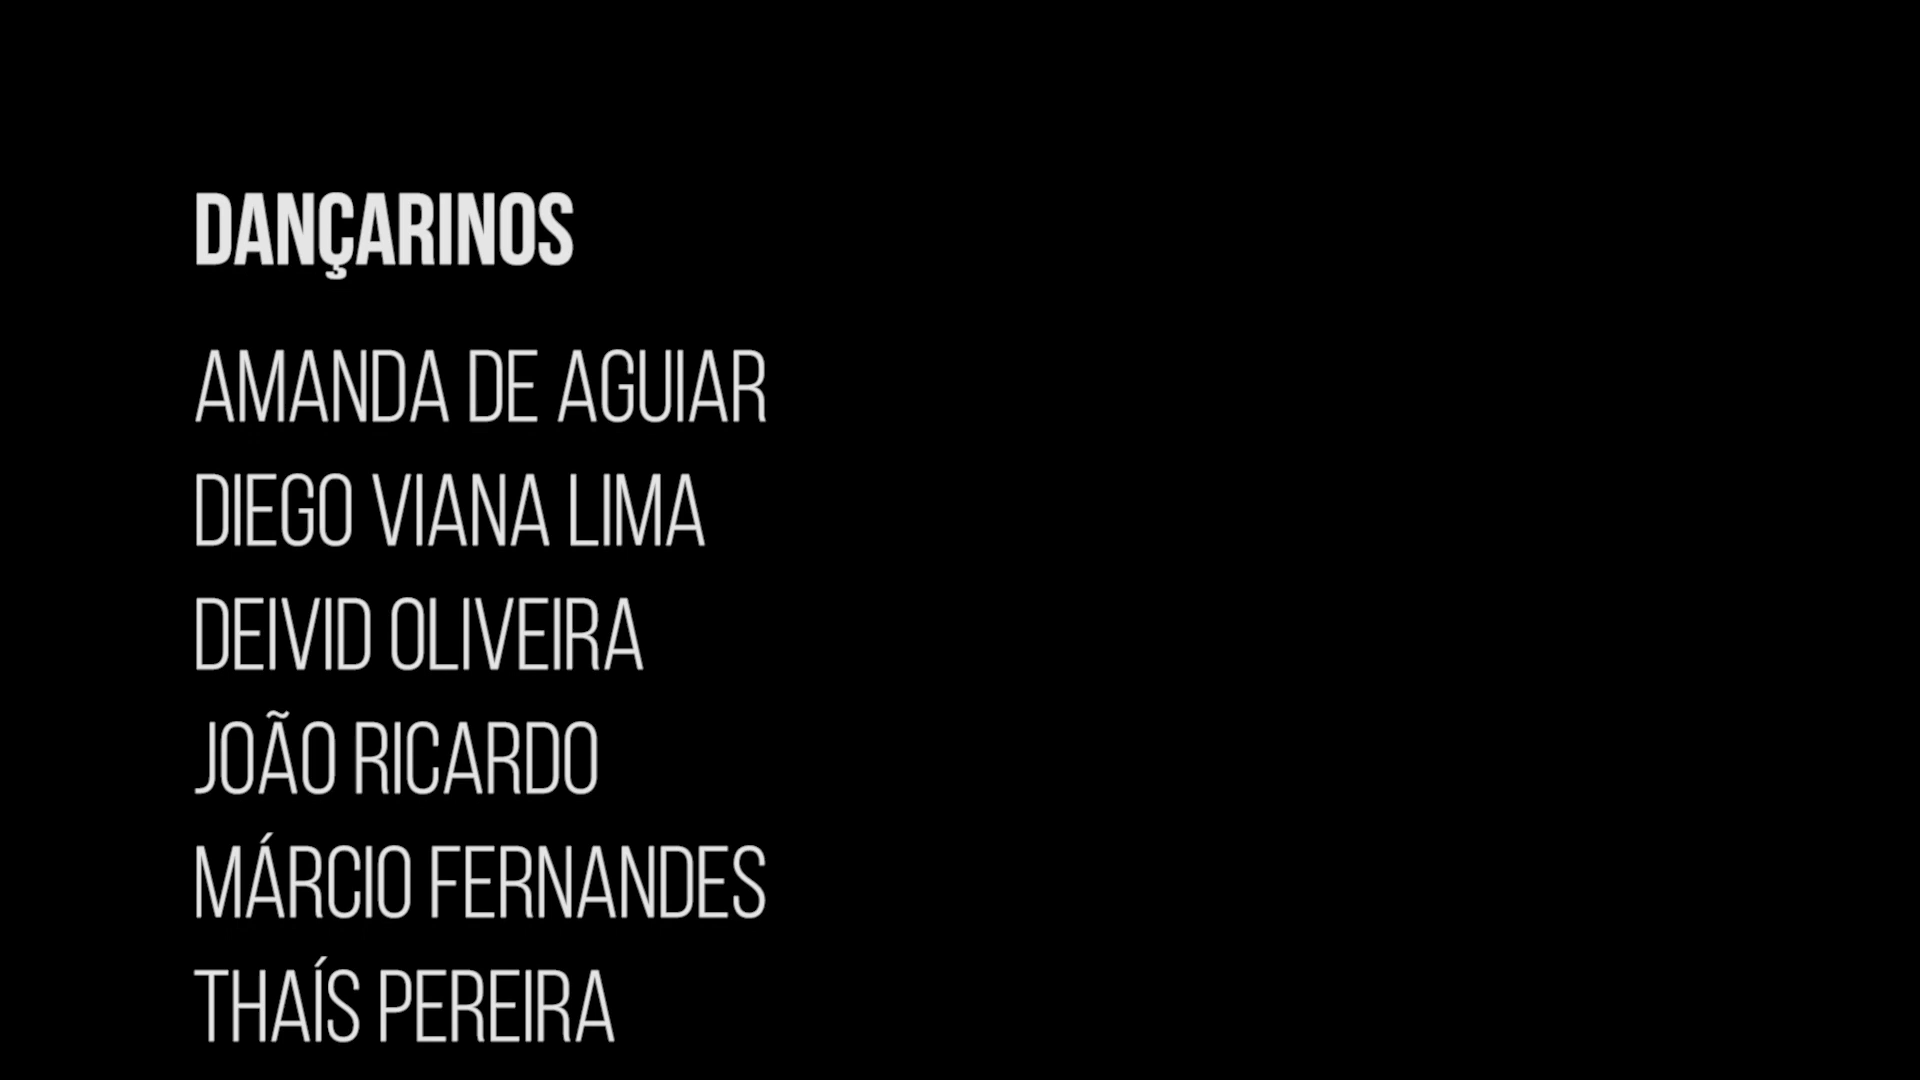 DANÇARINOS
AMANDA DE AGUIAR
DIEGO VIANA LIMA
DEIVID OLIVEIRA
JOÃO RICARDO
MÁRCIO FERNANDES
THAÍS PEREIRA